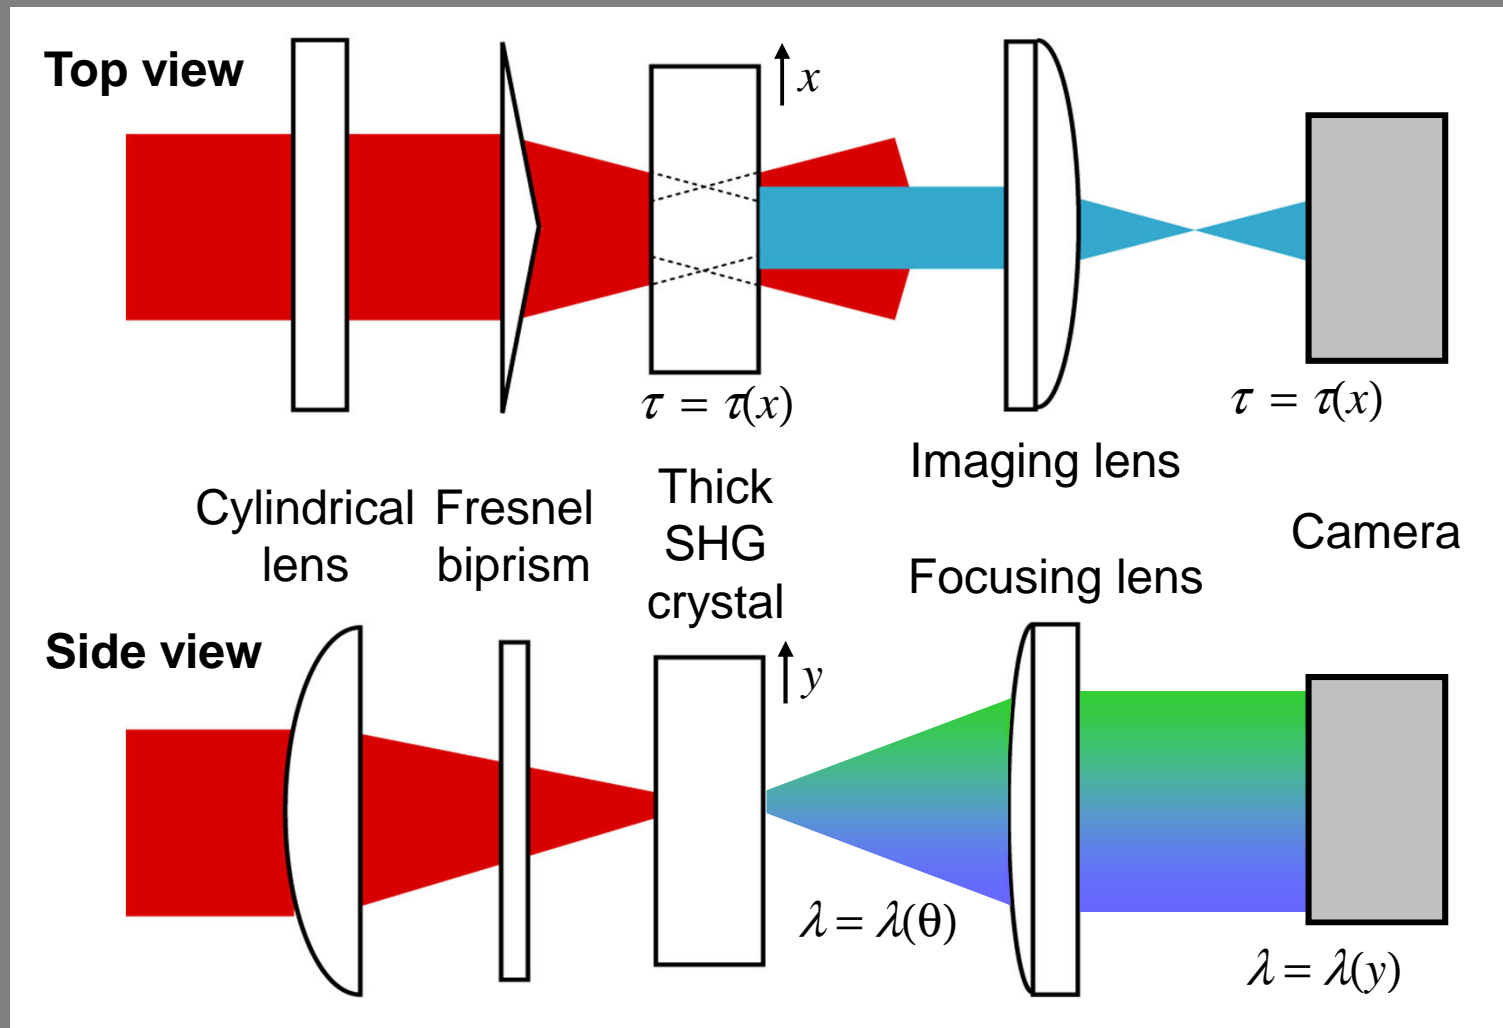 Top view
x
τ = τ(x)
τ = τ(x)
Imaging lens
Cylindrical
lens
Fresnel
biprism
Thick
SHG
crystal
Camera
Focusing lens
Side view
y
λ = λ(θ)
λ = λ(y)